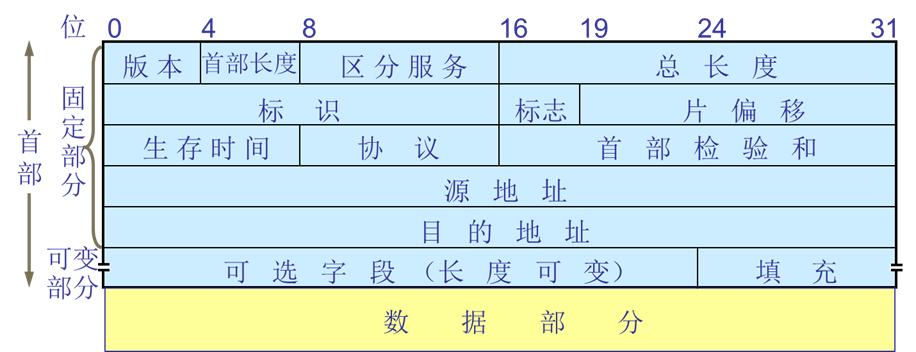 位 0 4 8 16 19 24 31
版本 首部长度 区分服务 总长度
标识 标志 片偏移
生存时间 协议 首部检验和
源地址
目的地址
可选字段（长度可变） 填充
数据部分
首部
固定部分
可变部分